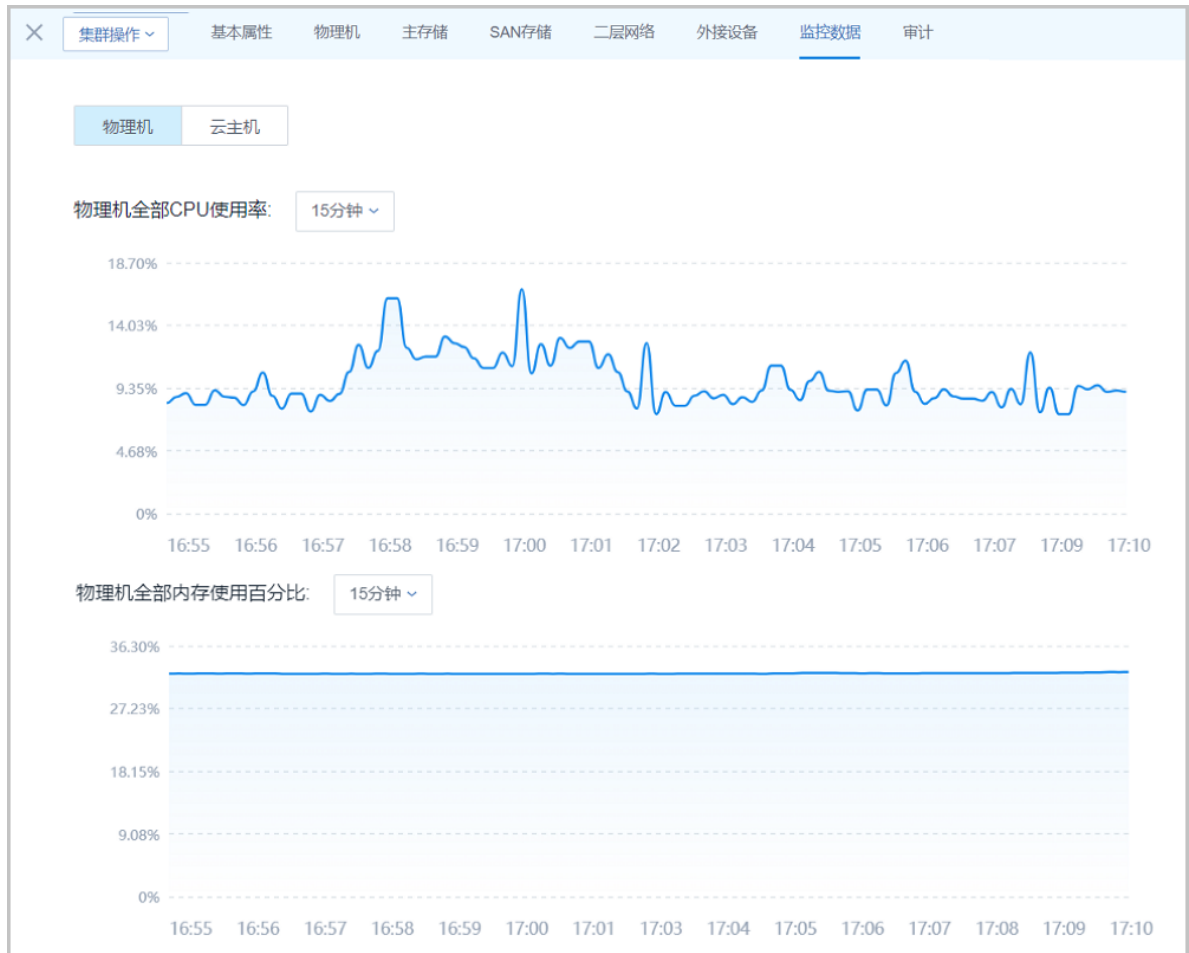 集群操作 基本属性 物理机 主存储 SAN存储 二层网络 外接设备 监控数据 审计
物理机 云主机
物理机全部CPU使用率: 15分钟
18.70%
14.03%
9.35%
4.68%
0%
16:55 16:56 16:57 16:58 16:59 17:00 17:01 17:02 17:03 17:04 17:05 17:06 17:07 17:09 17:10
物理机全部内存使用百分比: 15分钟
36.30%
27.23%
18.15%
9.08%
0%
16:55 16:56 16:57 16:58 16:59 17:00 17:01 17:03 17:04 17:05 17:06 17:07 17:08 17:09 17:10